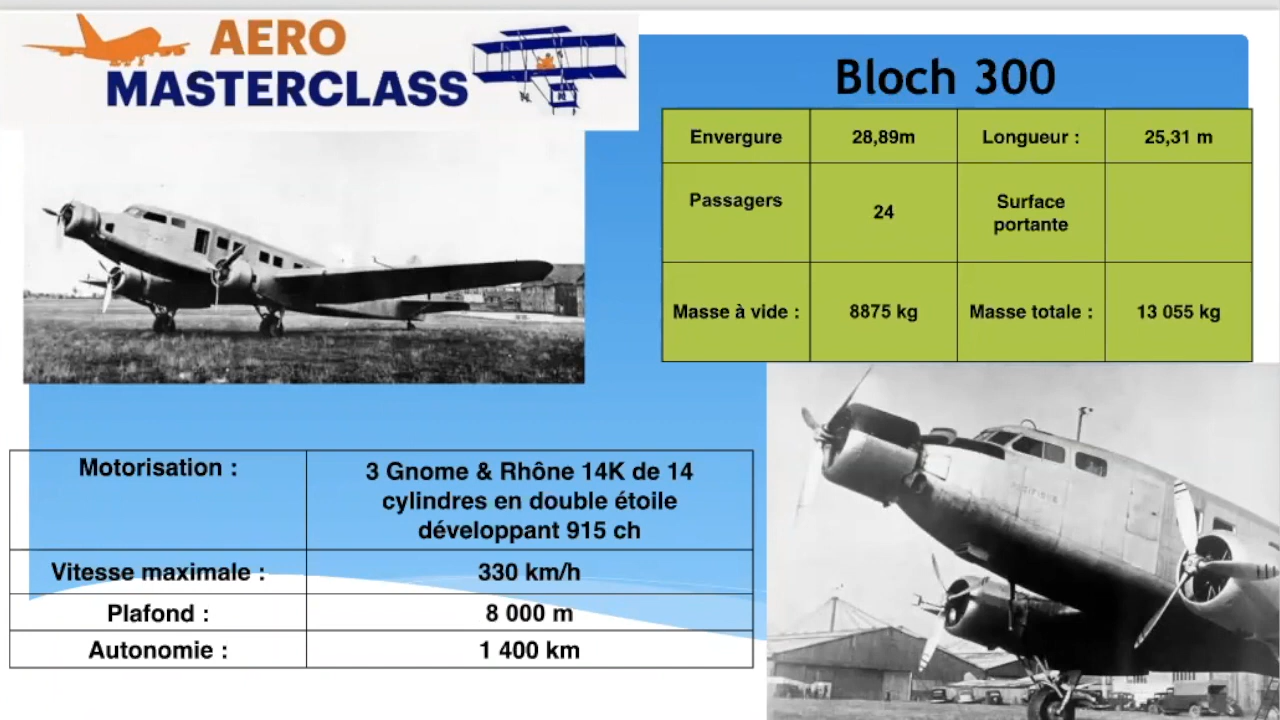 AERO
MASTERCLASS
Bloch 300
Envergure 28,89m Longueur : 25,31 m
Passagers 24 Surface
portante
Masse à vide : 8875 kg Masse totale : 13 055 kg
Motorisation : 3 Gnome & Rhône 14K de 14
cylindres en double étoile
développant 915 ch
Vitesse maximale : 330 km/h
Plafond : 8 000 m
Autonomie : 1 400 km